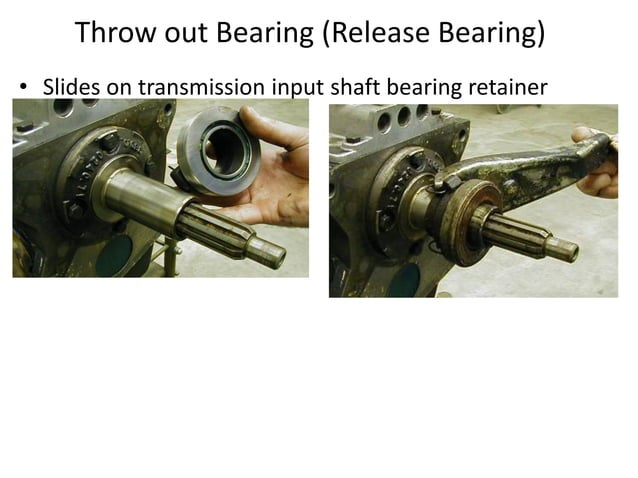 Throw out Bearing (Release Bearing)
• Slides on transmission input shaft bearing retainer